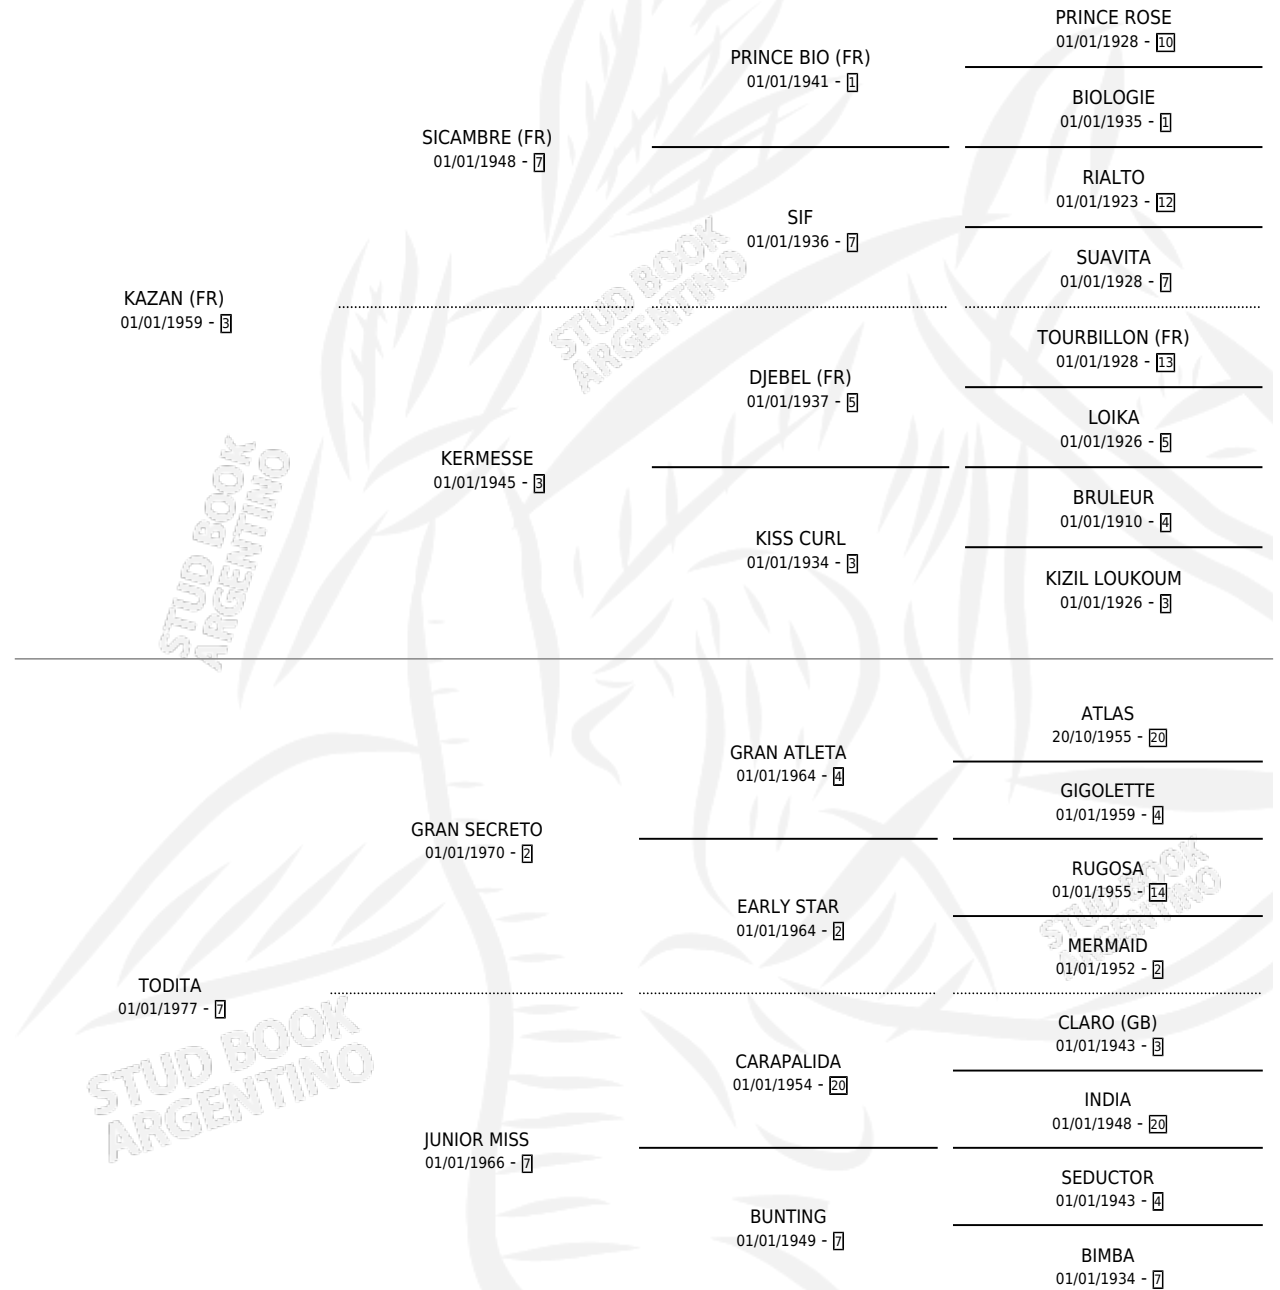 PRINCE ROSE
01/01/1928 - 10
PRINCE BIO (FR)
01/01/1941 - 1
BIOLOGIE
01/01/1935 - 1
SICAMBRE (FR)
01/01/1948 - 7
RIALTO
01/01/1923 - 12
SIF
01/01/1936 - 7
SUAVITA
01/01/1928 - 7
KAZAN (FR)
01/01/1959 - 3
STUD BOOK
ARGENTINO
TOURBILLON (FR)
01/01/1928 - 13
DJEBEL (FR)
01/01/1937 - 5
LOIKA
01/01/1926 - 5
KERMESSE
01/01/1945 - 3
BRULEUR
01/01/1910 - 4
KISS CURL
01/01/1934 - 3
KIZIL LOUKOUM
01/01/1926 - 3
STUD BOOK
ARGENTINO
ATLAS
20/10/1955 - 20
GRAN ATLETA
01/01/1964 - 4
GIGOLETTE
01/01/1959 - 4
GRAN SECRETO
01/01/1970 - 2
RUGOSA
01/01/1955 - 14
EARLY STAR
01/01/1964 - 2
STUD BOOK
ARGENTINO
MERMAID
01/01/1952 - 2
TODITA
01/01/1977 - 7
STUD BOOK
ARGENTINO
CLARO (GB)
01/01/1943 - 3
CARAPALIDA
01/01/1954 - 20
INDIA
01/01/1948 - 20
JUNIOR MISS
01/01/1966 - 7
SEDUCTOR
01/01/1943 - 4
BUNTING
01/01/1949 - 7
BIMBA
01/01/1934 - 7